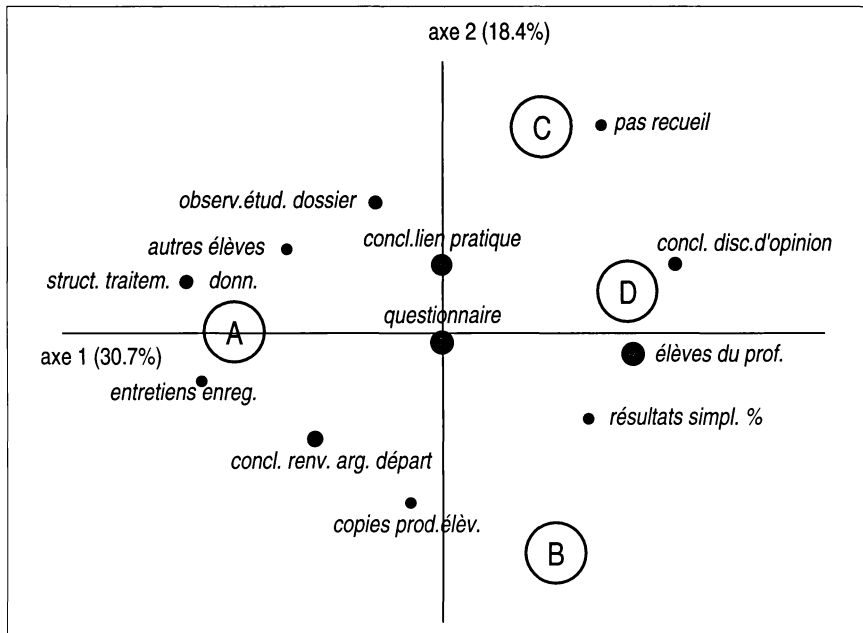 axe 2 (18.4%)
C
pas recueil
observ.étud. dossier
autres élèves
concl.lien pratique
concl. disc.d'opinion
struct. traitem. donn.
D
questionnaire
A
axe 1 (30.7%)
élèves du prof.
entretiens enreg.
résultats simpl. %
concl. renv. arg. départ
copies prod.élèv.
B